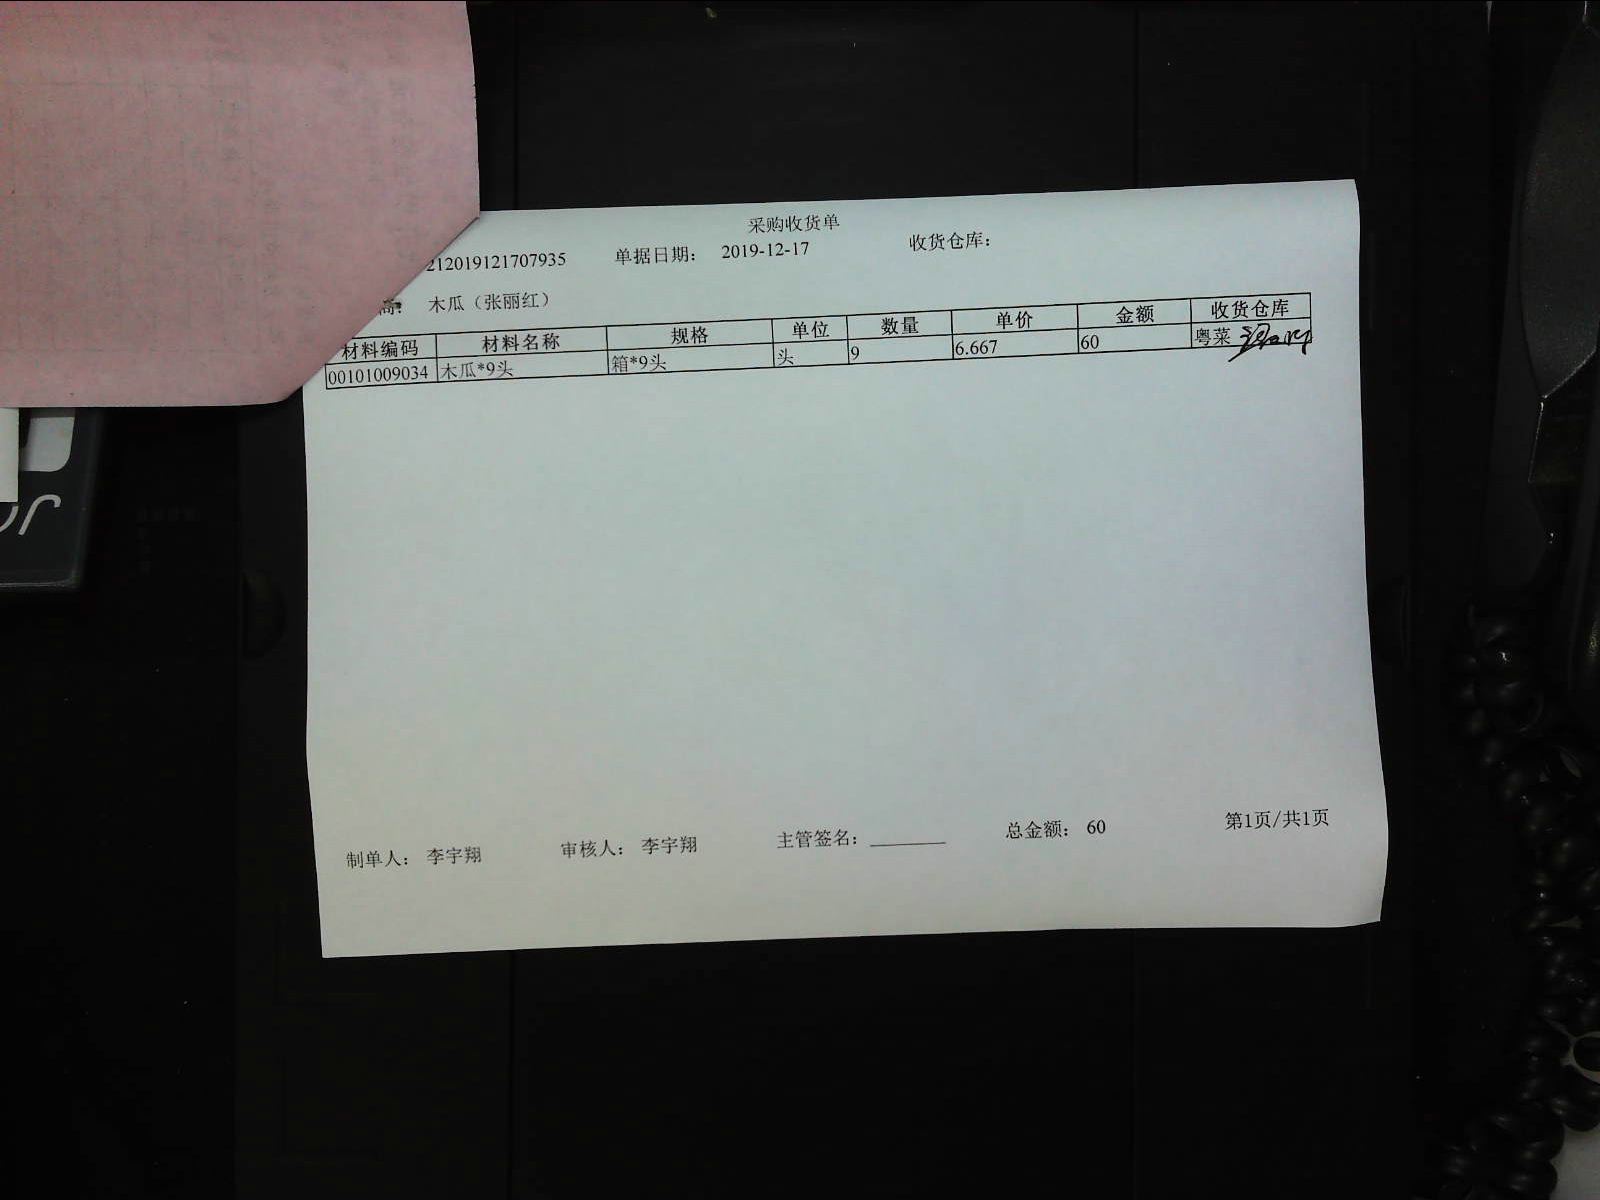 采购收货单
212019121707935 单据日期： 2019-12-17 收货仓库：
商： 木瓜（张丽红）
材料编码 材料名称 规格 单位 数量 单价 金额 收货仓库
00101009034 木瓜*9头 箱*9头 头 9 6.667 60 粤菜
制单人： 李宇翔 审核人： 李宇翔 主管签名： 总金额： 60 第1页/共1页